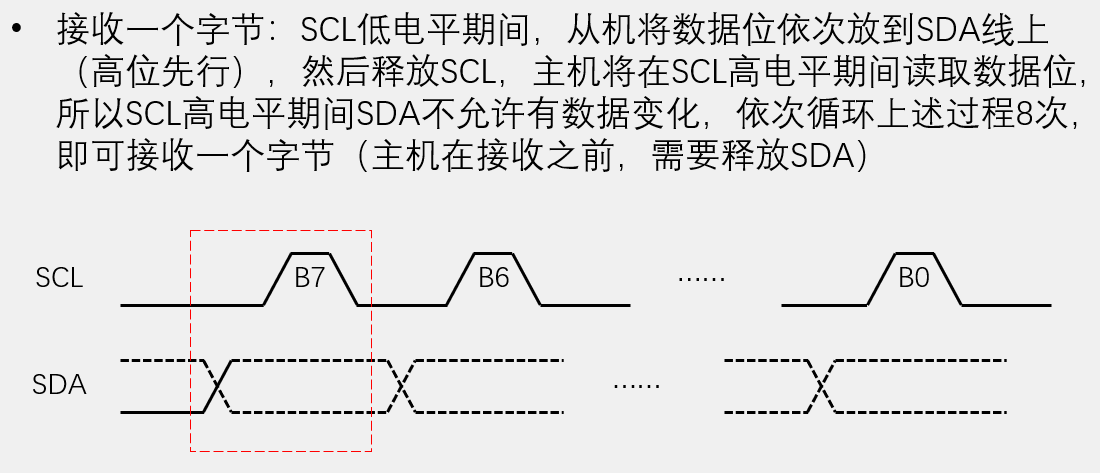 • 接收一个字节：SCL低电平期间，从机将数据位依次放到SDA线上
（高位先行），然后释放SCL，主机将在SCL高电平期间读取数据位，
所以SCL高电平期间SDA不允许有数据变化，依次循环上述过程8次，
即可接收一个字节（主机在接收之前，需要释放SDA）
SCL B7 B6 …… B0
SDA ……